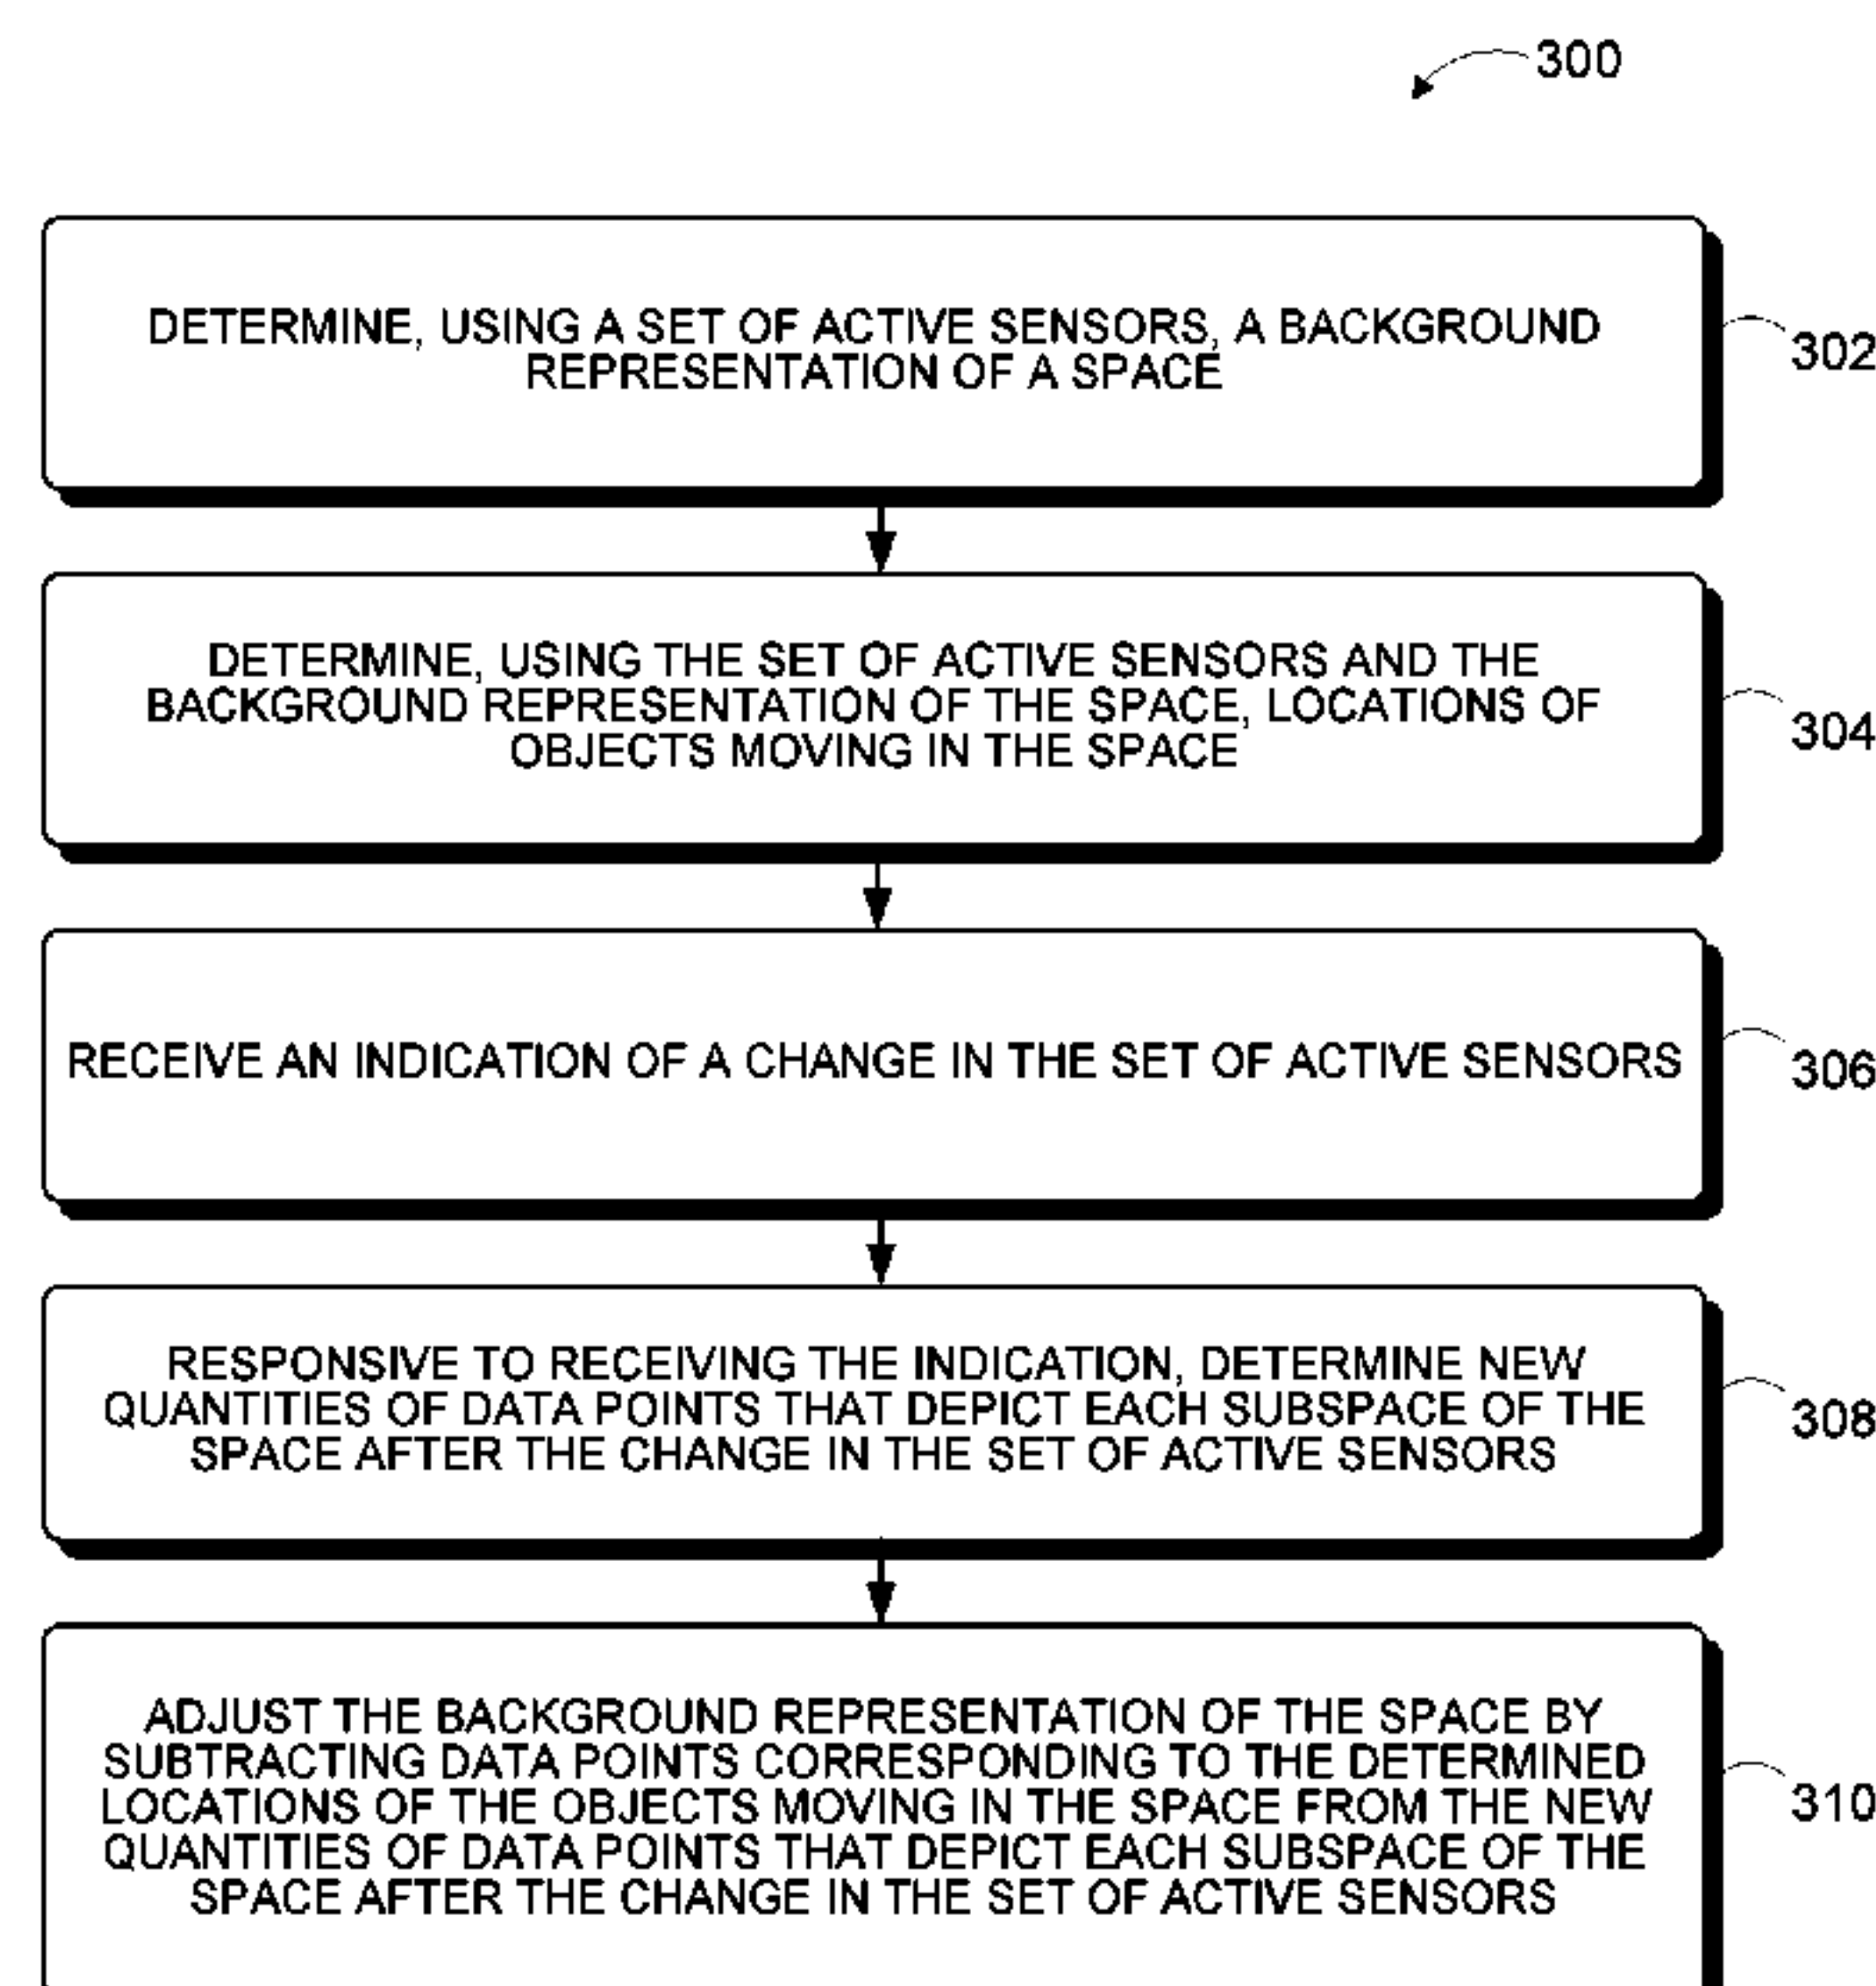 300
DETERMINE, USING A SET OF ACTIVE SENSORS, A BACKGROUND
REPRESENTATION OF A SPACE
302
DETERMINE, USING THE SET OF ACTIVE SENSORS AND THE
BACKGROUND REPRESENTATION OF THE SPACE, LOCATIONS OF
OBJECTS MOVING IN THE SPACE
304
RECEIVE AN INDICATION OF A CHANGE IN THE SET OF ACTIVE SENSORS
306
RESPONSIVE TO RECEIVING THE INDICATION, DETERMINE NEW
QUANTITIES OF DATA POINTS THAT DEPICT EACH SUBSPACE OF THE
SPACE AFTER THE CHANGE IN THE SET OF ACTIVE SENSORS
308
ADJUST THE BACKGROUND REPRESENTATION OF THE SPACE BY
SUBTRACTING DATA POINTS CORRESPONDING TO THE DETERMINED
LOCATIONS OF THE OBJECTS MOVING IN THE SPACE FROM THE NEW
QUANTITIES OF DATA POINTS THAT DEPICT EACH SUBSPACE OF THE
SPACE AFTER THE CHANGE IN THE SET OF ACTIVE SENSORS
310